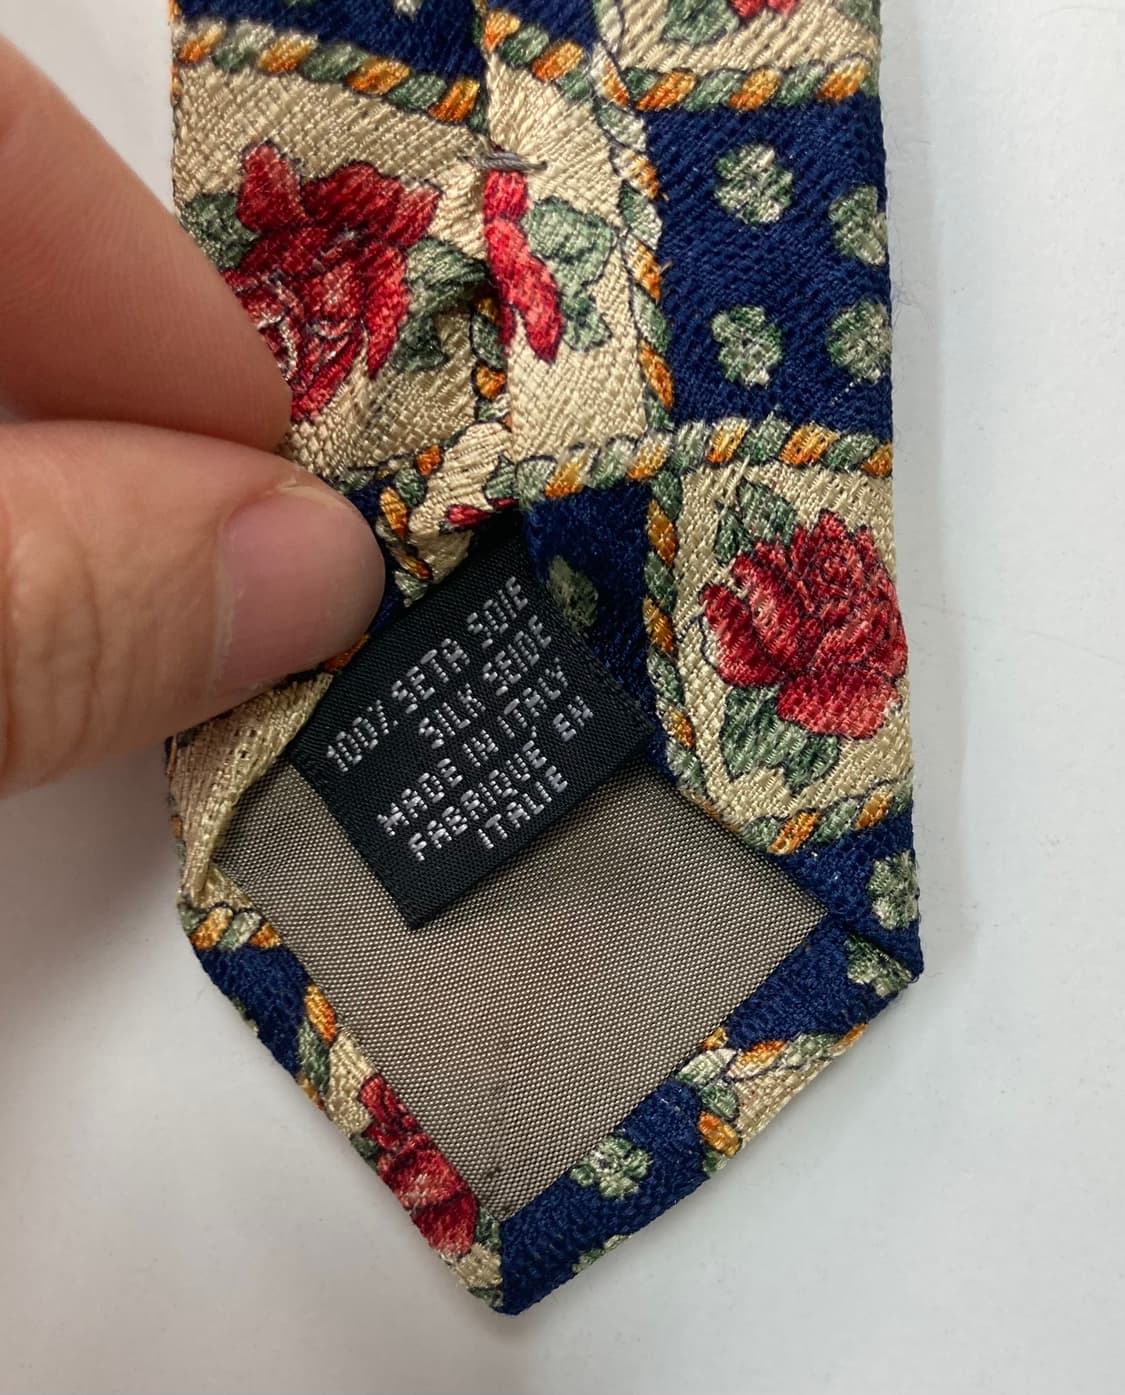 100% SETA SOIE
SILK SEIDE
MADE IN ITALY
FABRIQUE' EN
ITALIE